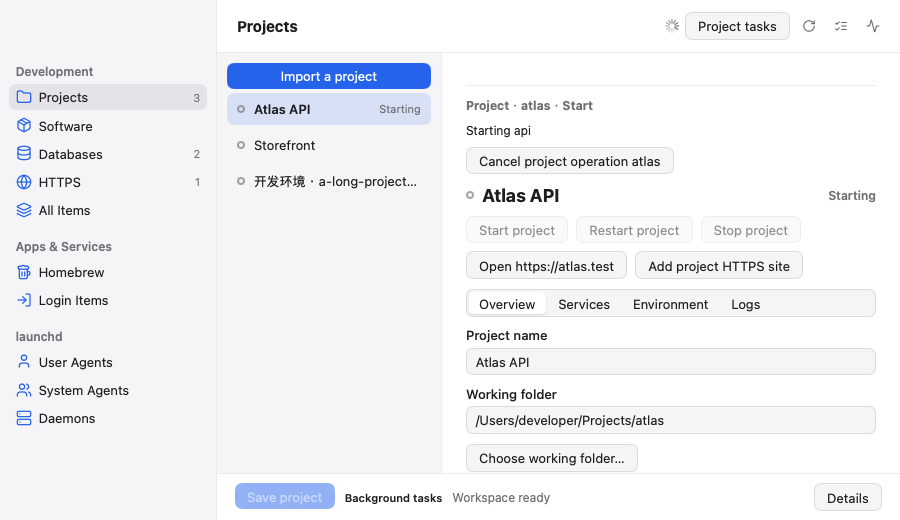 Projects
Project tasks
Development
Projects 3
Software
Databases 2
HTTPS 1
All Items
Apps & Services
Homebrew
Login Items
launchd
User Agents
System Agents
Daemons
Import a project
Atlas API Starting
Storefront
开发环境 · a-long-project...
Project · atlas · Start
Starting api
Cancel project operation atlas
Atlas API Starting
Start project Restart project Stop project
Open https://atlas.test Add project HTTPS site
Overview Services Environment Logs
Project name
Atlas API
Working folder
/Users/developer/Projects/atlas
Choose working folder...
Save project Background tasks Workspace ready Details